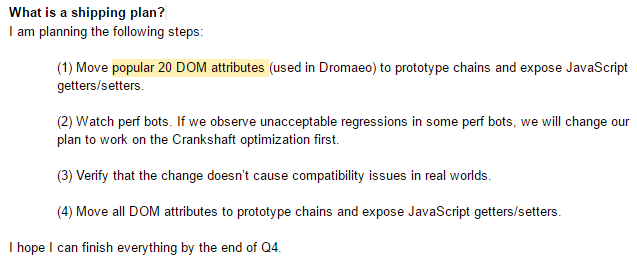 What is a shipping plan?
I am planning the following steps:
(1) Move popular 20 DOM attributes (used in Dromaeo) to prototype chains and expose JavaScript
getters/setters.
(2) Watch perf bots. If we observe unacceptable regressions in some perf bots, we will change our
plan to work on the Crankshaft optimization first.
(3) Verify that the change doesn't cause compatibility issues in real worlds.
(4) Move all DOM attributes to prototype chains and expose JavaScript getters/setters.
I hope I can finish everything by the end of Q4.